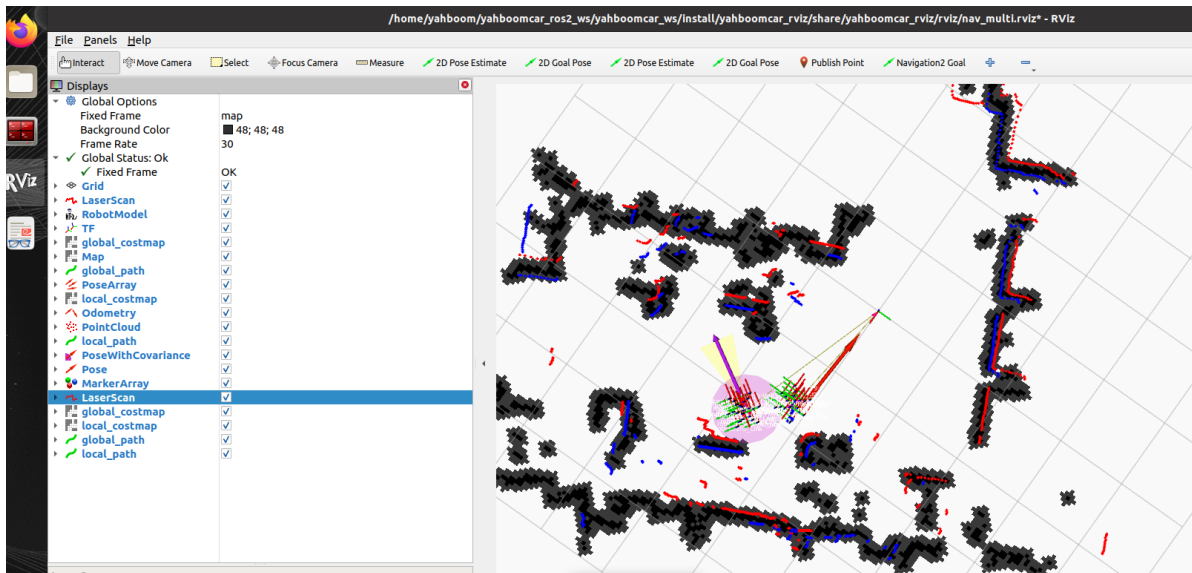 /home/yahboom/yahboomcar_ros2_ws/yahboomcar_ws/install/yahboomcar_rviz/share/yahboomcar_rviz/rviz/nav_multi.rviz* - RViz
File Panels Help
Interact Move Camera Select Focus Camera Measure 2D Pose Estimate 2D Goal Pose 2D Pose Estimate 2D Goal Pose Publish Point Navigation2 Goal
Displays
Global Options
Fixed Frame map
Background Color 48; 48; 48
Frame Rate 30
Global Status: Ok
Fixed Frame OK
Grid
LaserScan
RobotModel
TF
global_costmap
Map
global_path
PoseArray
local_costmap
Odometry
PointCloud
local_path
PoseWithCovariance
Pose
MarkerArray
LaserScan
global_costmap
local_costmap
global_path
local_path
RViz